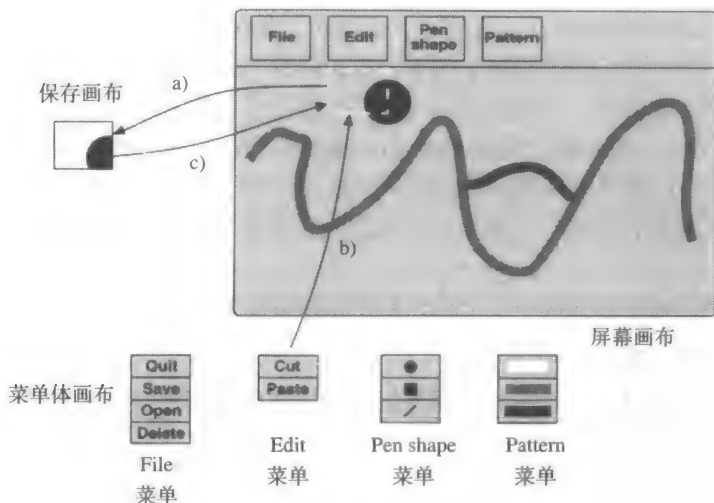 File
Edit
Pen
shape
Pattern
保存画布
a)
c)
b)
屏幕画布
菜单体画布
Quit
Save
Open
Delete
File
菜单
Cut
Paste
Edit
菜单
Pen shape
菜单
Pattern
菜单